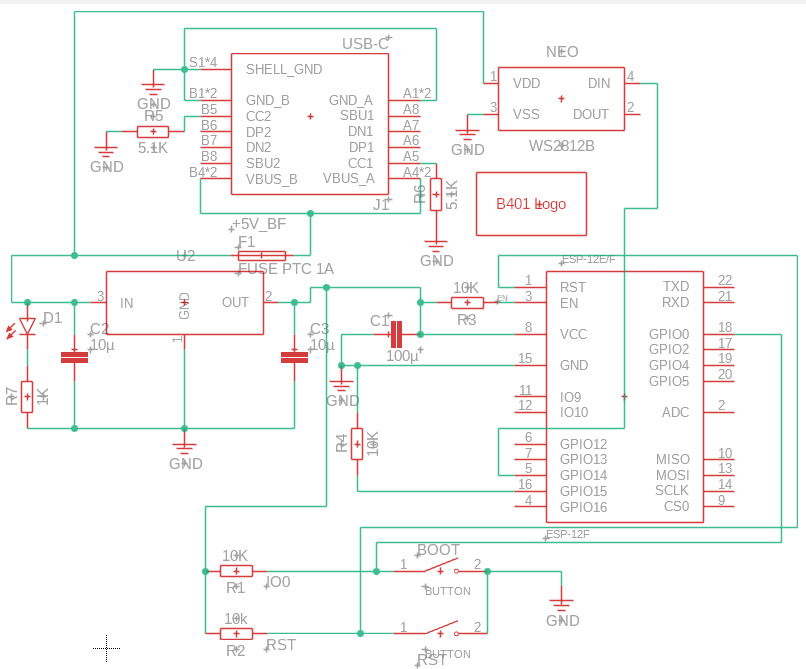 USB-C
S1*4 SHELL_GND
B1*2 GND_B GND_A A1*2
B5 CC2 SBU1 A8
B6 DP2 DN1 A7
B7 DN2 DP1 A6
B8 SBU2 CC1 A5
B4*2 VBUS_B VBUS_A A4*2
J1
GND
R5
5.1K
GND
R6
5.1K
GND
NEO
1 VDD DIN 4
3 VSS DOUT 2
WS2812B
GND
B401 Logo
+5V_BF
F1
FUSE PTC 1A
U2
3 IN OUT 2
GND
1
D1
C2
10µ
C3
10µ
R7
1K
GND
C1
100µ
GND
10K
R3
EN
R4
10K
ESP-12E/F
1 RST TXD 22
3 EN RXD 21
8 VCC GPIO0 18
GPIO2 17
15 GND GPIO4 19
GPIO5 20
11 IO9
12 IO10 ADC 2
6 GPIO12
7 GPIO13 MISO 10
5 GPIO14 MOSI 13
16 GPIO15 SCLK 14
4 GPIO16 CS0 9
ESP-12F
10K
R1
IO0
BOOT
1 2
BUTTON
GND
10k
R2
RST
1 2
BUTTON
RST